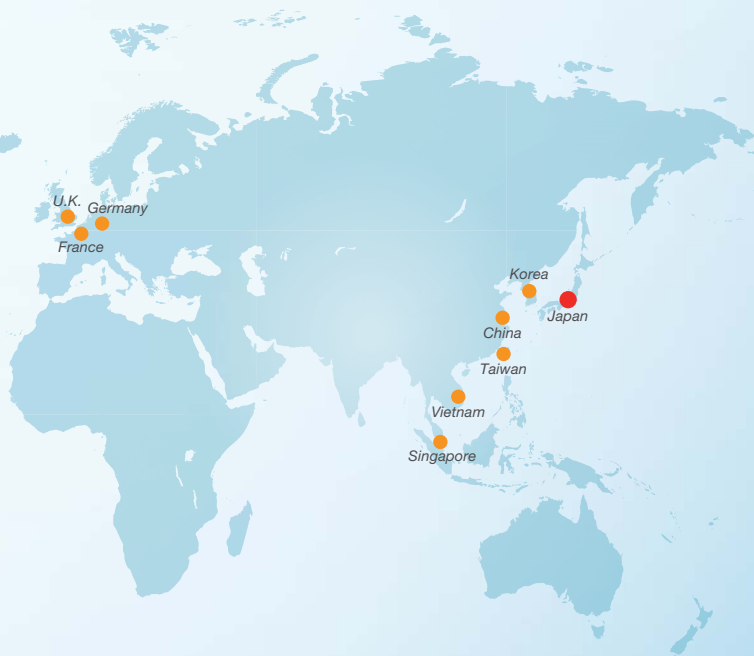 U.K.
Germany
France
Korea
Japan
China
Taiwan
Vietnam
Singapore